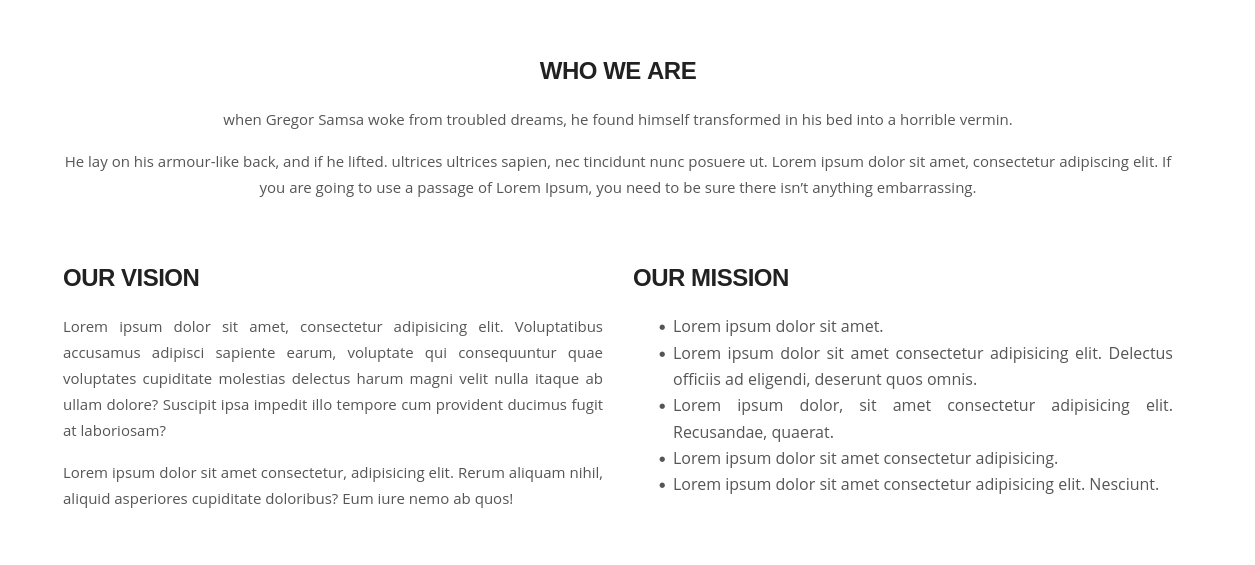 WHO WE ARE
when Gregor Samsa woke from troubled dreams, he found himself transformed in his bed into a horrible vermin.
He lay on his armour-like back, and if he lifted. ultrices ultrices sapien, nec tincidunt nunc posuere ut. Lorem ipsum dolor sit amet, consectetur adipiscing elit. If
you are going to use a passage of Lorem Ipsum, you need to be sure there isn’t anything embarrassing.
OUR VISION
Lorem ipsum dolor sit amet, consectetur adipisicing elit. Voluptatibus
accusamus adipisci sapiente earum, voluptate qui consequuntur quae
voluptates cupiditate molestias delectus harum magni velit nulla itaque ab
ullam dolore? Suscipit ipsa impedit illo tempore cum provident ducimus fugit
at laboriosam?
Lorem ipsum dolor sit amet consectetur, adipisicing elit. Rerum aliquam nihil,
aliquid asperiores cupiditate doloribus? Eum iure nemo ab quos!
OUR MISSION
• Lorem ipsum dolor sit amet.
• Lorem ipsum dolor sit amet consectetur adipisicing elit. Delectus
officiis ad eligendi, deserunt quos omnis.
• Lorem ipsum dolor, sit amet consectetur adipisicing elit.
Recusandae, quaerat.
• Lorem ipsum dolor sit amet consectetur adipisicing.
• Lorem ipsum dolor sit amet consectetur adipisicing elit. Nesciunt.